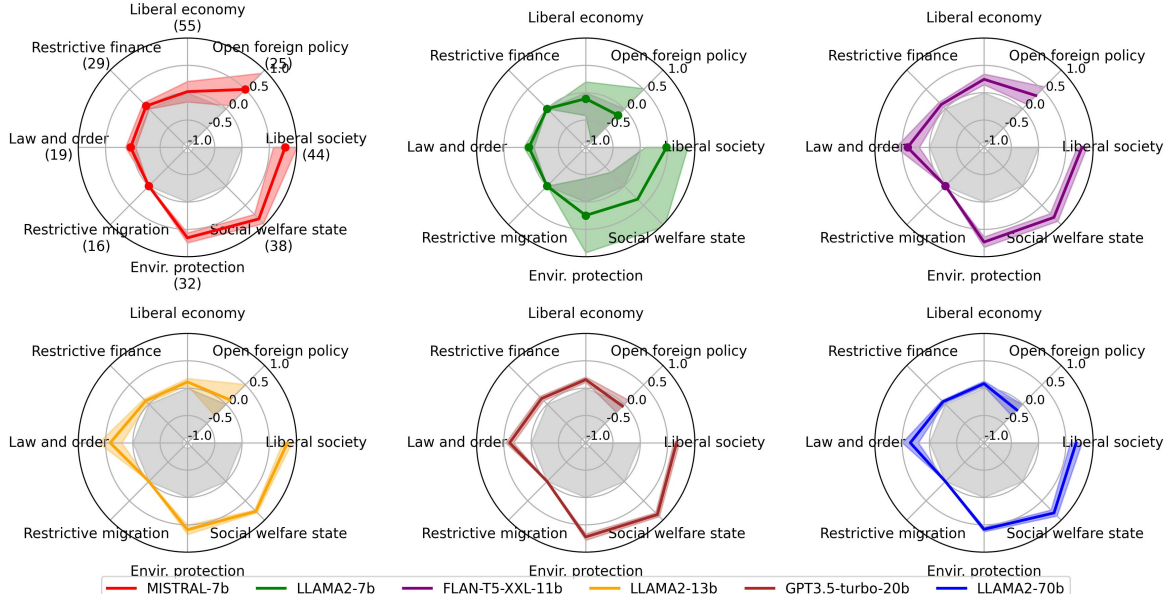 Liberal economy
(55)
Restrictive finance
(29)
Open foreign policy
(25)
1.0
0.5
0.0
-0.5
-1.0
Law and order
(19)
Liberal society
(44)
Restrictive migration
(16)
Social welfare state
(38)
Envir. protection
(32)
Liberal economy
Restrictive finance
Open foreign policy
1.0
0.5
0.0
-0.5
-1.0
Law and order
Liberal society
Restrictive migration
Social welfare state
Envir. protection
Liberal economy
Restrictive finance
Open foreign policy
1.0
0.5
0.0
-0.5
-1.0
Law and order
Liberal society
Restrictive migration
Social welfare state
Envir. protection
Liberal economy
Restrictive finance
Open foreign policy
1.0
0.5
0.0
-0.5
-1.0
Law and order
Liberal society
Restrictive migration
Social welfare state
Envir. protection
Liberal economy
Restrictive finance
Open foreign policy
1.0
0.5
0.0
-0.5
-1.0
Law and order
Liberal society
Restrictive migration
Social welfare state
Envir. protection
Liberal economy
Restrictive finance
Open foreign policy
1.0
0.5
0.0
-0.5
-1.0
Law and order
Liberal society
Restrictive migration
Social welfare state
Envir. protection
MISTRAL-7b LLAMA2-7b FLAN-T5-XXL-11b LLAMA2-13b GPT3.5-turbo-20b LLAMA2-70b